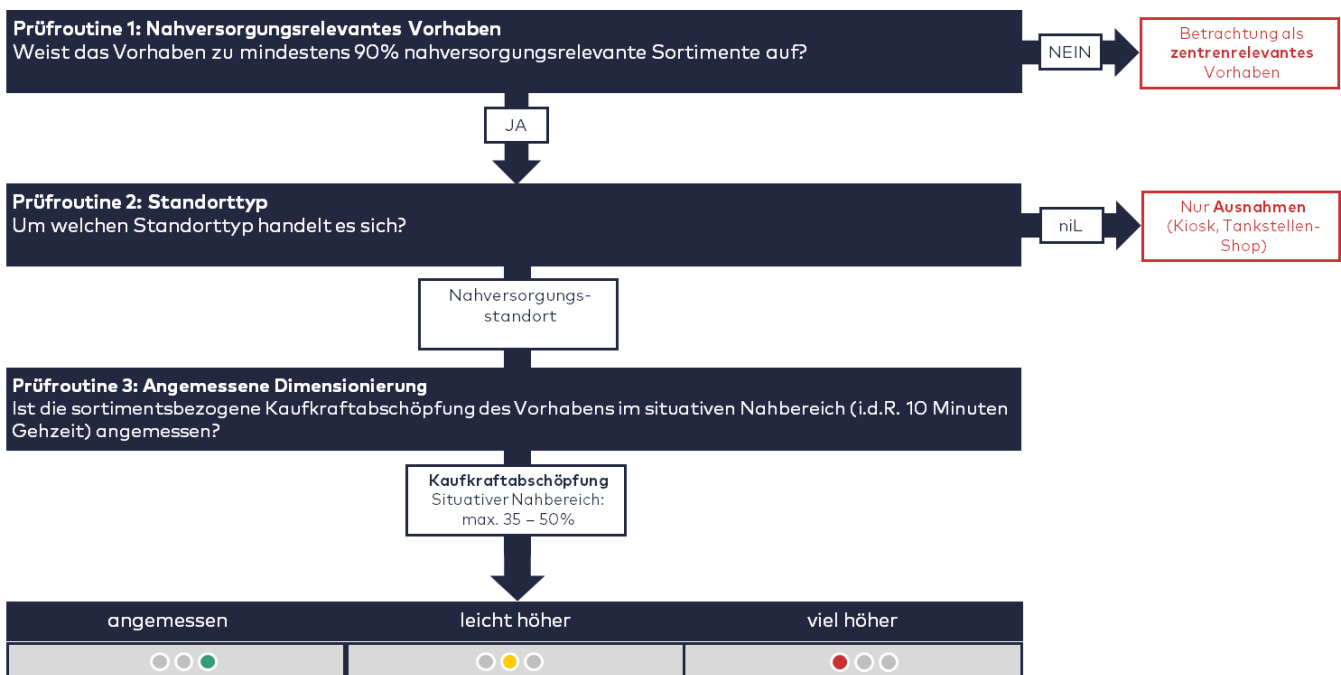 Prüfroutine 1: Nahversorgungsrelevantes Vorhaben
Weist das Vorhaben zu mindestens 90% nahversorgungsrelevante Sortimente auf?
NEIN
Betrachtung als
zentrenrelevantes
Vorhaben
JA
Prüfroutine 2: Standorttyp
Um welchen Standorttyp handelt es sich?
niL
Nur Ausnahmen
(Kiosk, Tankstellen-
Shop)
Nahversorgungs-
standort
Prüfroutine 3: Angemessene Dimensionierung
Ist die sortimentsbezogene Kaufkraftabschöpfung des Vorhabens im situativen Nahbereich (i.d.R. 10 Minuten
Gehzeit) angemessen?
Kaufkraftabschöpfung
Situativer Nahbereich:
max. 35 – 50%
angemessen
leicht höher
viel höher